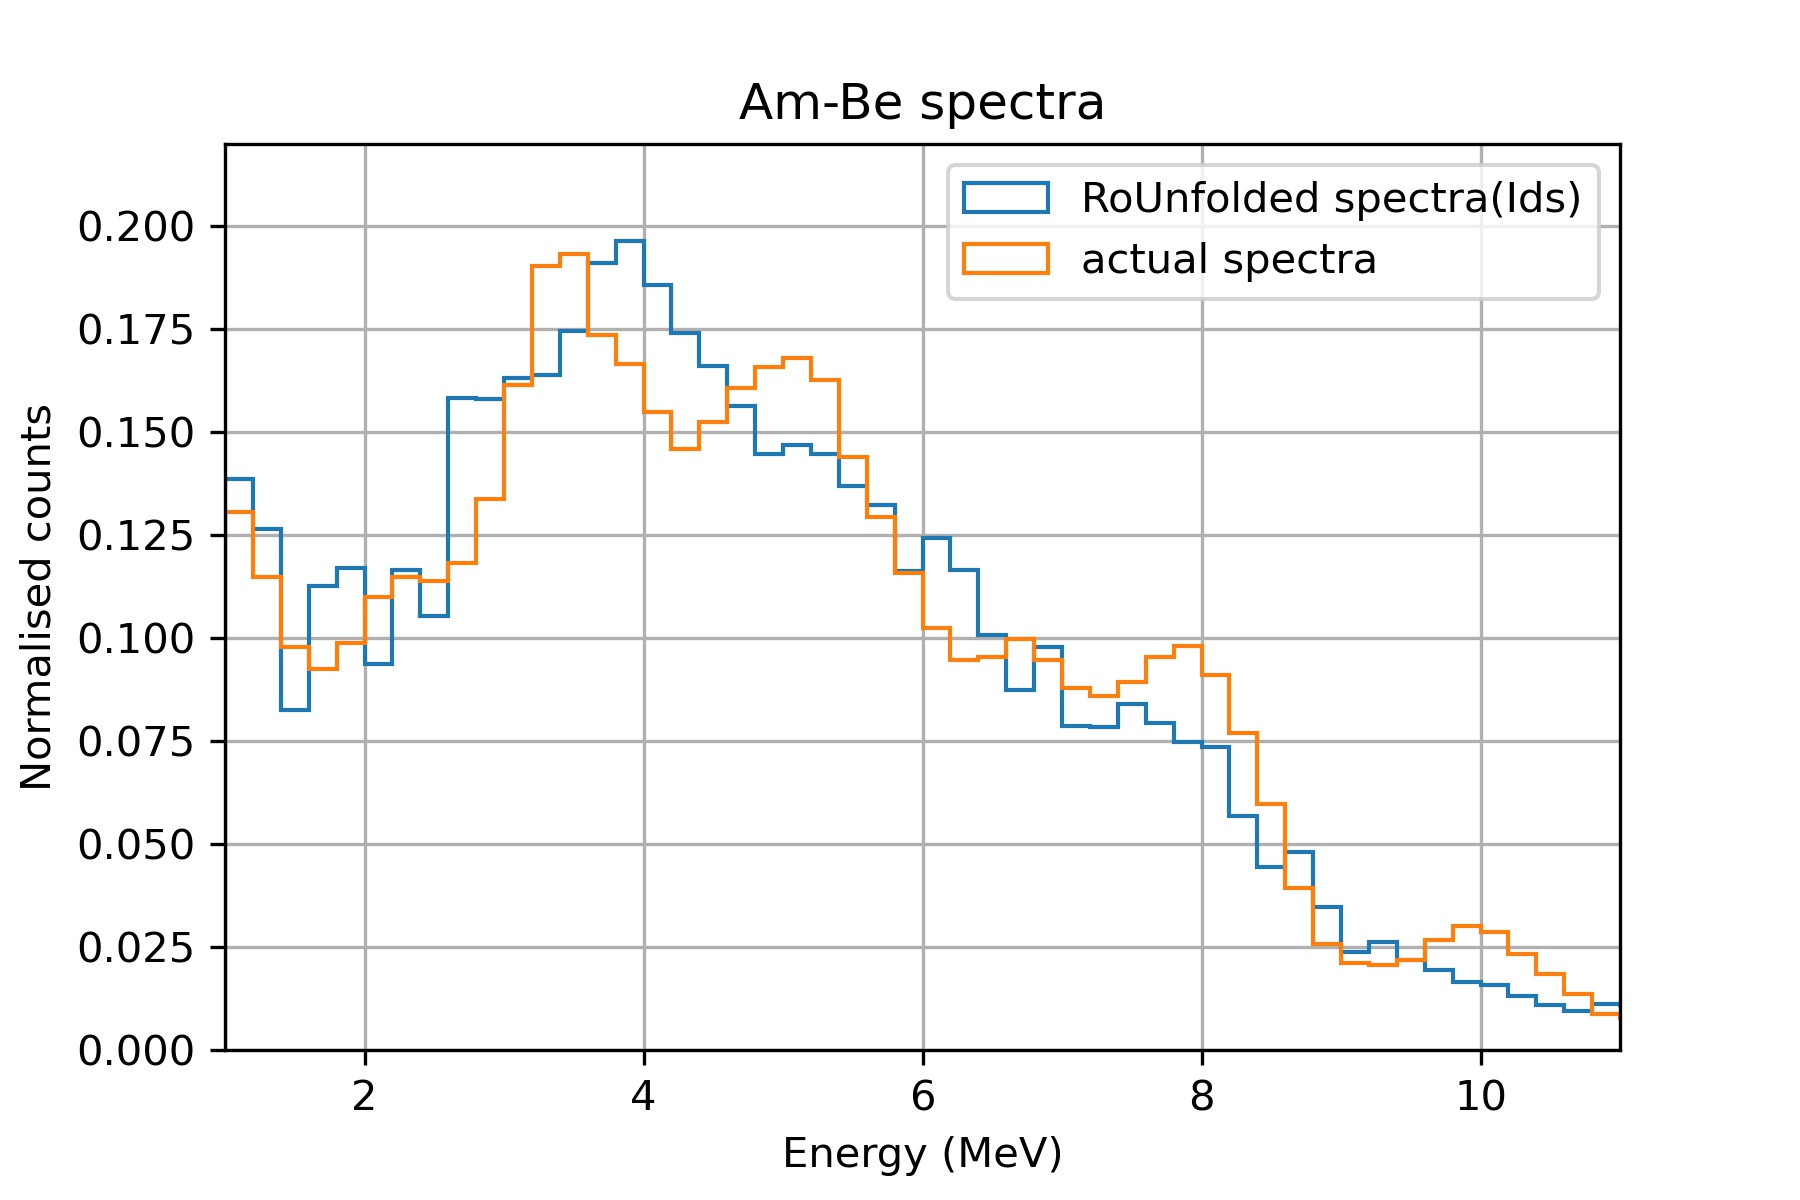 Am-Be spectra
RoUnfolded spectra(Ids)
actual spectra
Normalised counts
0.200
0.175
0.150
0.125
0.100
0.075
0.050
0.025
0.000
2 4 6 8 10
Energy (MeV)